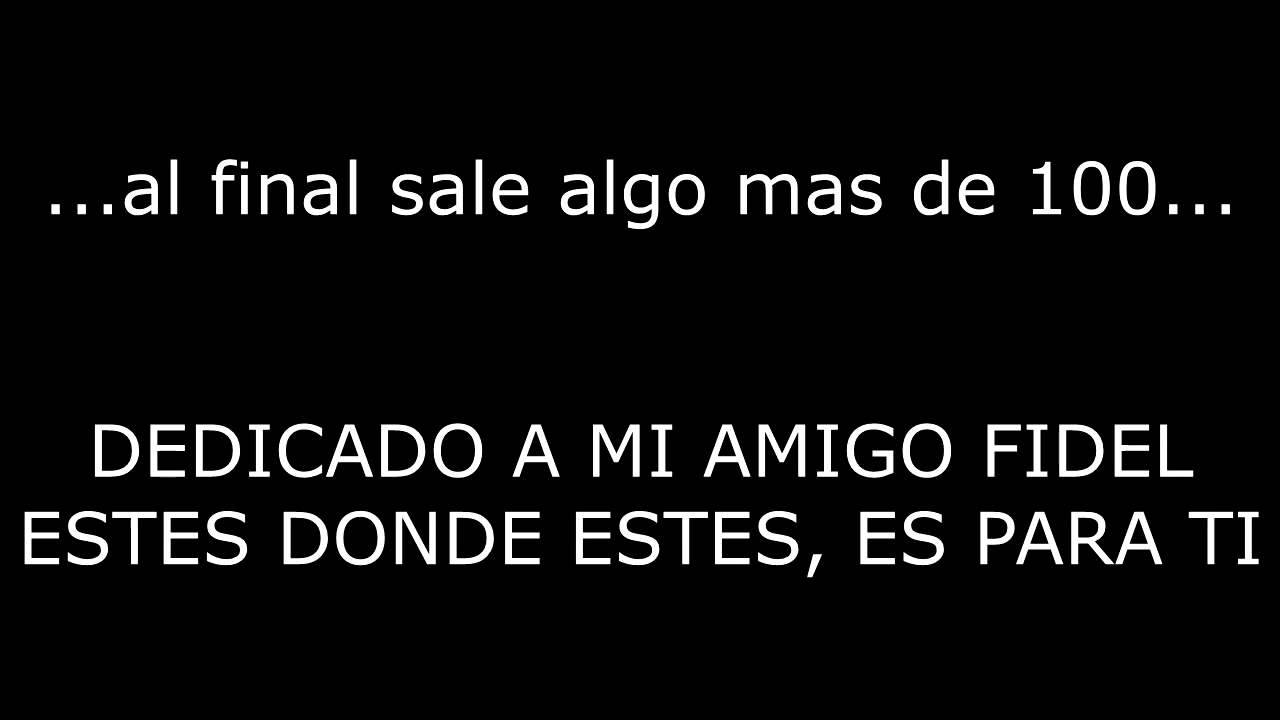 ...al final sale algo mas de 100...
DEDICADO A MI AMIGO FIDEL
ESTES DONDE ESTES, ES PARA TI